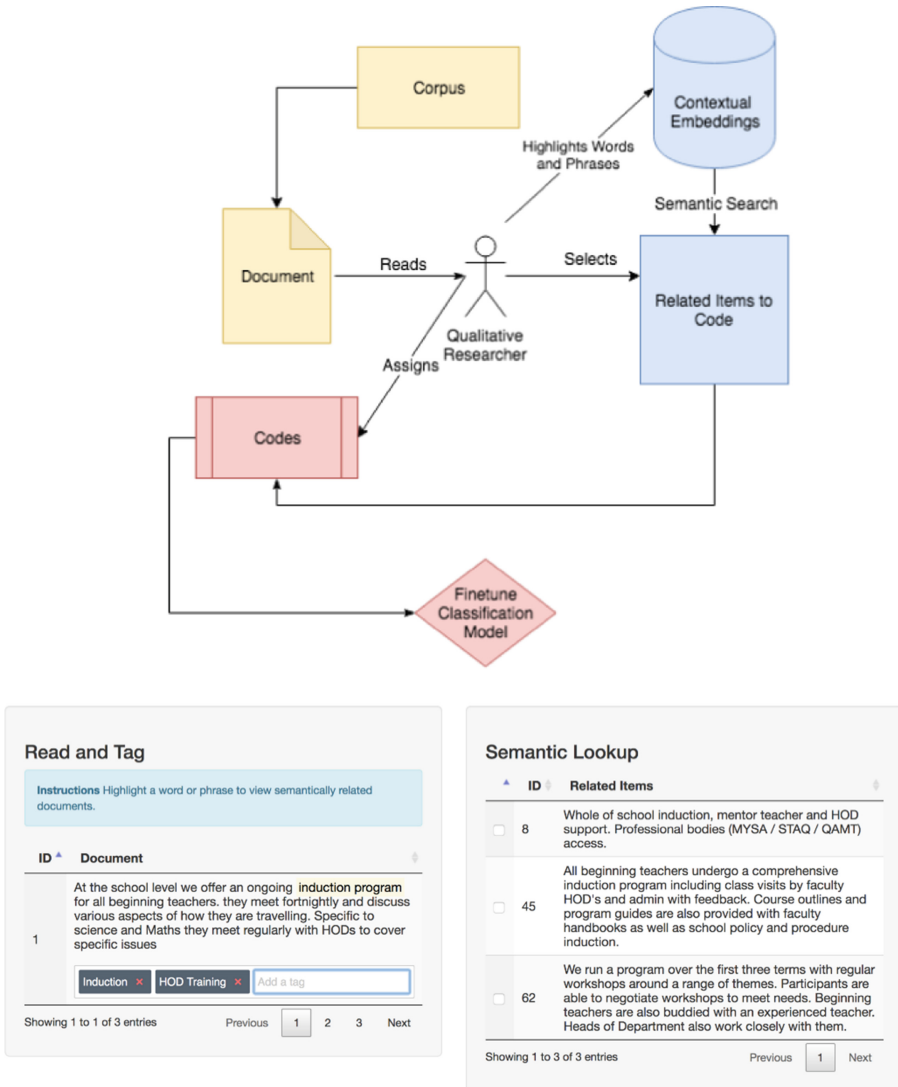 Corpus
Contextual
Embeddings
Highlights Words
and Phrases
Semantic Search
Document
Reads
Selects
Related Items to
Code
Qualitative
Researcher
Assigns
Codes
Finetune
Classification
Model
Read and Tag
Instructions Highlight a word or phrase to view semantically related
documents.
ID Document
At the school level we offer an ongoing induction program
for all beginning teachers. they meet fortnightly and discuss
various aspects of how they are travelling. Specific to
science and Maths they meet regularly with HODs to cover
specific issues
1
Induction × HOD Training × Add a tag
Showing 1 to 1 of 3 entries Previous 1 2 3 Next
Semantic Lookup
ID Related Items
Whole of school induction, mentor teacher and HOD
8 support. Professional bodies (MYSA / STAQ / QAMT)
access.
All beginning teachers undergo a comprehensive
induction program including class visits by faculty
45 HOD's and admin with feedback. Course outlines and
program guides are also provided with faculty
handbooks as well as school policy and procedure
induction.
We run a program over the first three terms with regular
workshops around a range of themes. Participants are
62 able to negotiate workshops to meet needs. Beginning
teachers are also buddied with an experienced teacher.
Heads of Department also work closely with them.
Showing 1 to 3 of 3 entries Previous 1 Next